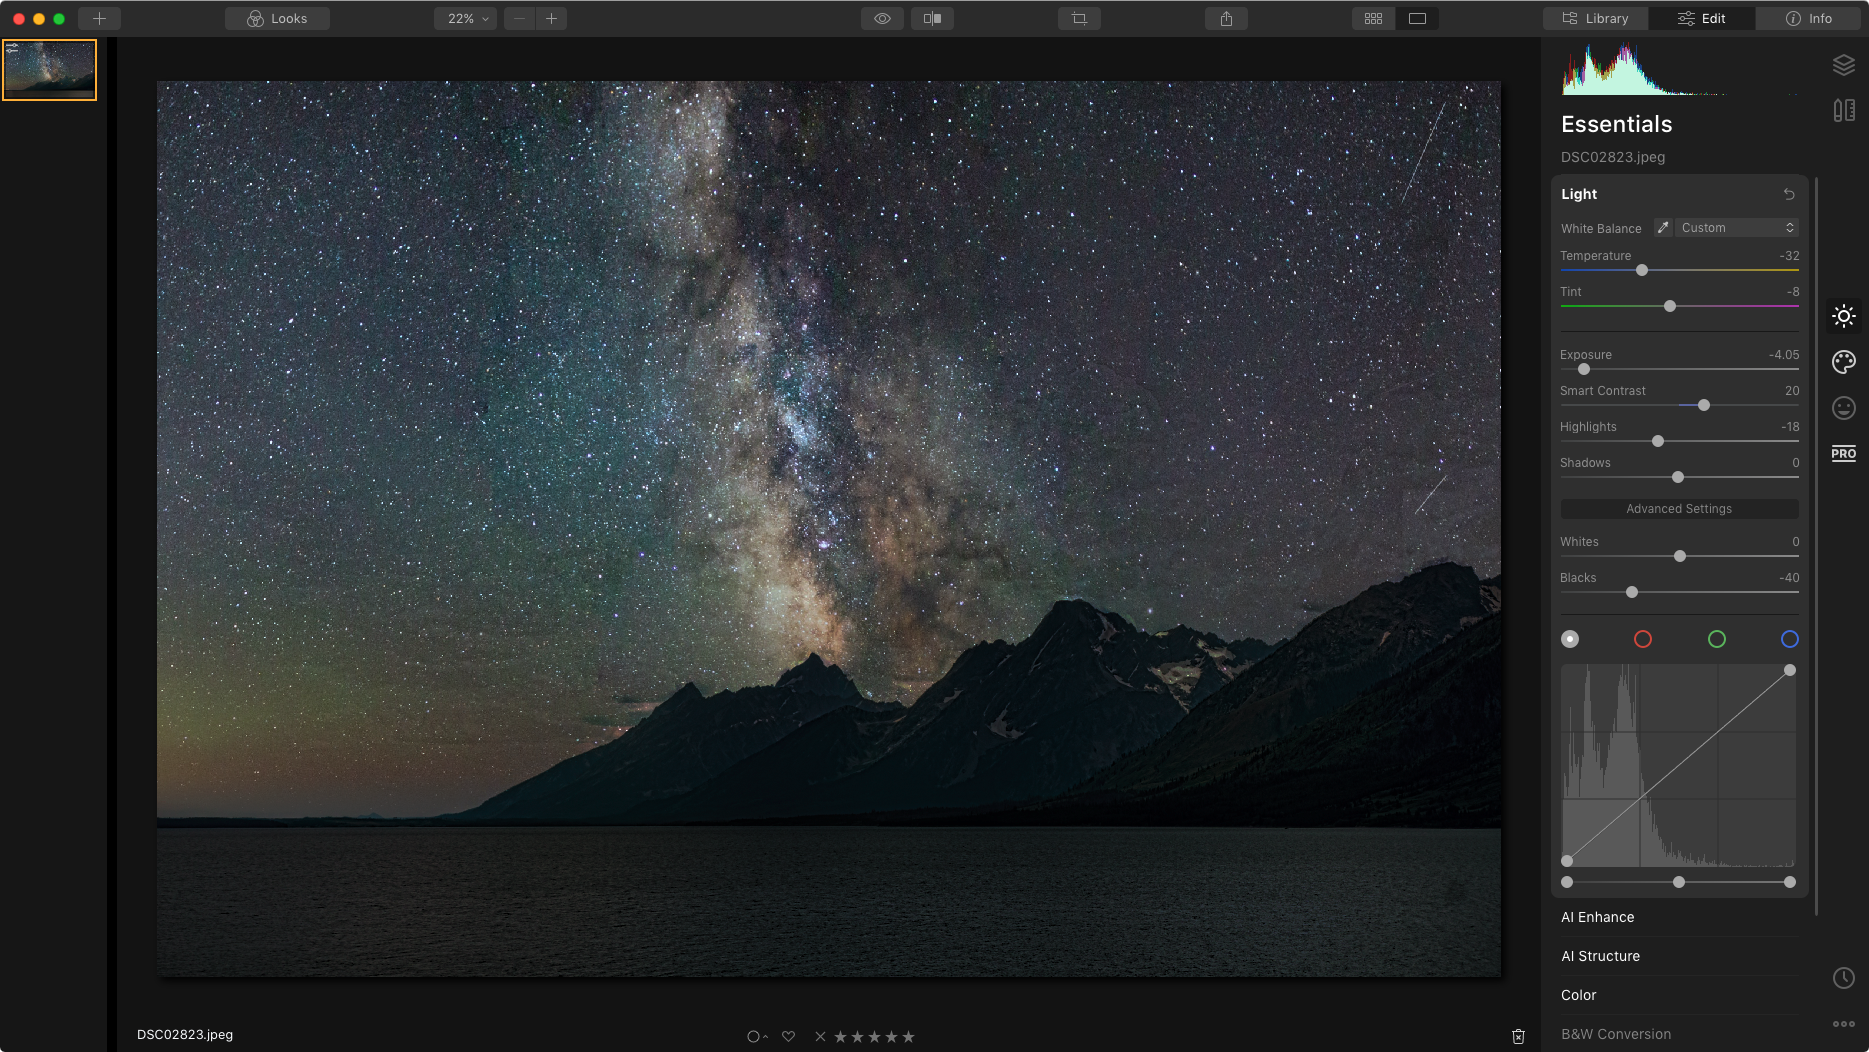 Looks
22%
Library
Edit
Info
Essentials
DSC02823.jpeg
Light
White Balance
Custom
Temperature
-32
Tint
-8
Exposure
-4.05
Smart Contrast
20
Highlights
-18
Shadows
0
Advanced Settings
Whites
0
Blacks
-40
PRO
AI Enhance
AI Structure
Color
B&W Conversion
DSC02823.jpeg